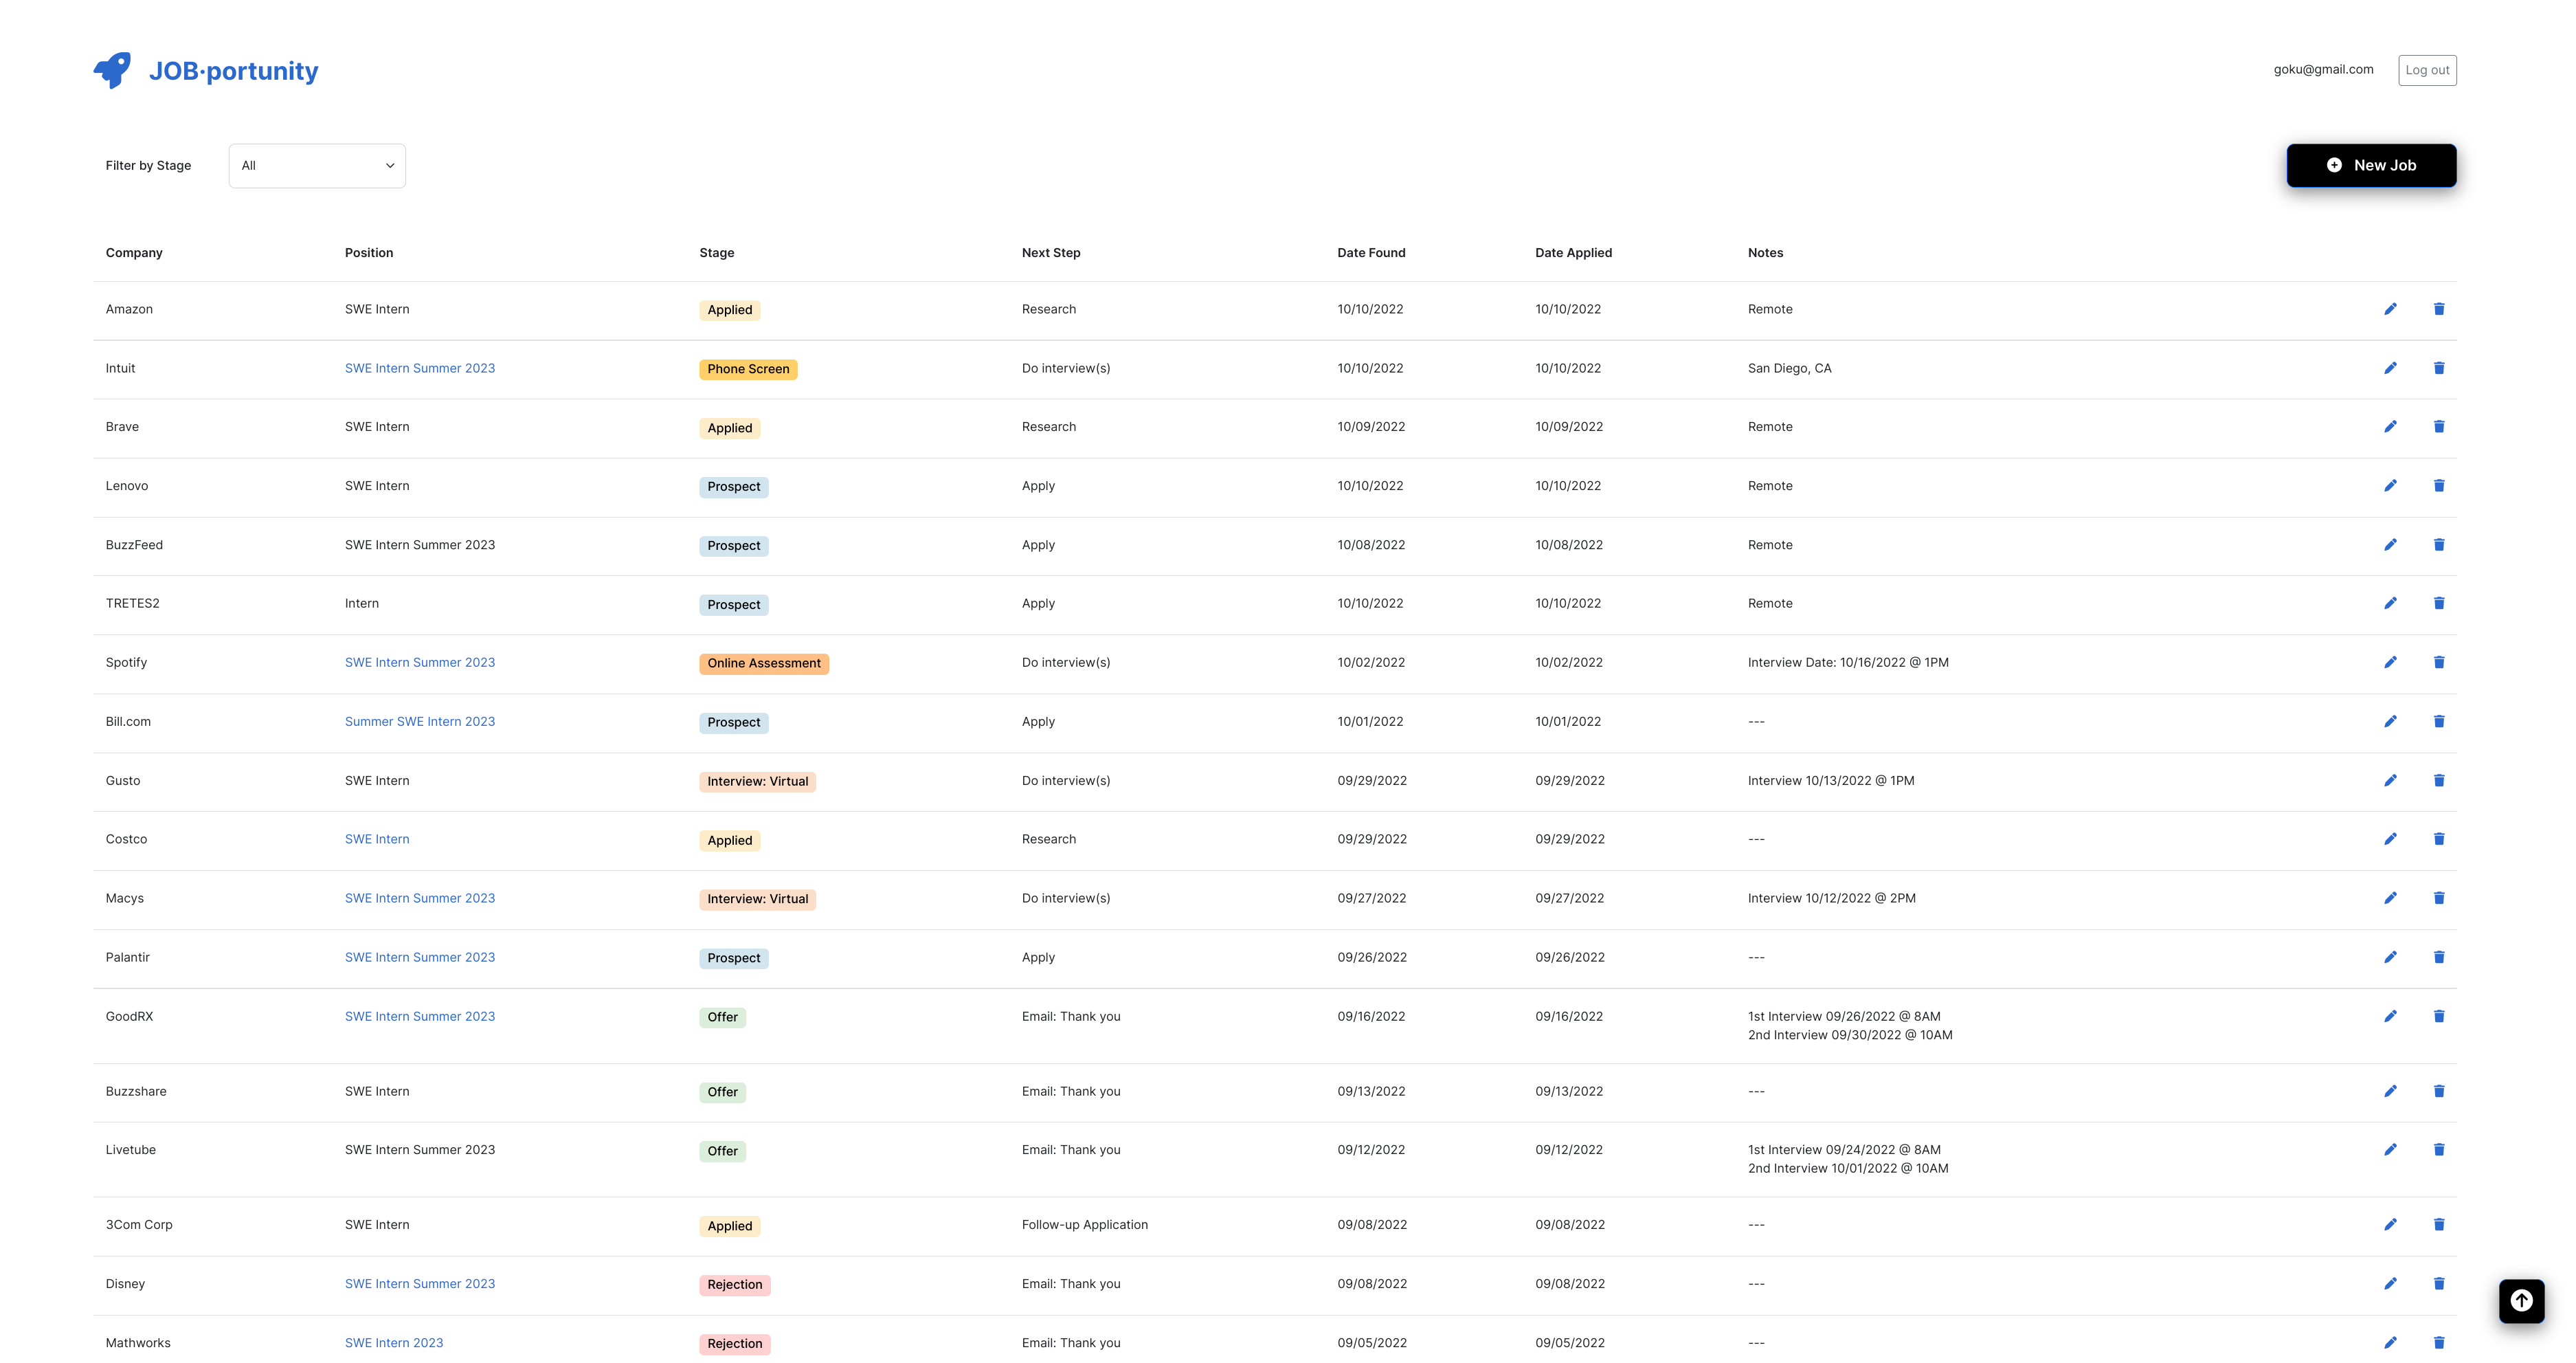 JOB·portunity
goku@gmail.com Log out
Filter by Stage All New Job
Company Position Stage Next Step Date Found Date Applied Notes
Amazon SWE Intern Applied Research 10/10/2022 10/10/2022 Remote
Intuit SWE Intern Summer 2023 Phone Screen Do interview(s) 10/10/2022 10/10/2022 San Diego, CA
Brave SWE Intern Applied Research 10/09/2022 10/09/2022 Remote
Lenovo SWE Intern Prospect Apply 10/10/2022 10/10/2022 Remote
BuzzFeed SWE Intern Summer 2023 Prospect Apply 10/08/2022 10/08/2022 Remote
TRETES2 Intern Prospect Apply 10/10/2022 10/10/2022 Remote
Spotify SWE Intern Summer 2023 Online Assessment Do interview(s) 10/02/2022 10/02/2022 Interview Date: 10/16/2022 @ 1PM
Bill.com Summer SWE Intern 2023 Prospect Apply 10/01/2022 10/01/2022 ---
Gusto SWE Intern Interview: Virtual Do interview(s) 09/29/2022 09/29/2022 Interview 10/13/2022 @ 1PM
Costco SWE Intern Applied Research 09/29/2022 09/29/2022 ---
Macys SWE Intern Summer 2023 Interview: Virtual Do interview(s) 09/27/2022 09/27/2022 Interview 10/12/2022 @ 2PM
Palantir SWE Intern Summer 2023 Prospect Apply 09/26/2022 09/26/2022 ---
GoodRX SWE Intern Summer 2023 Offer Email: Thank you 09/16/2022 09/16/2022 1st Interview 09/26/2022 @ 8AM
2nd Interview 09/30/2022 @ 10AM
Buzzshare SWE Intern Offer Email: Thank you 09/13/2022 09/13/2022 ---
Livetube SWE Intern Summer 2023 Offer Email: Thank you 09/12/2022 09/12/2022 1st Interview 09/24/2022 @ 8AM
2nd Interview 10/01/2022 @ 10AM
3Com Corp SWE Intern Applied Follow-up Application 09/08/2022 09/08/2022 ---
Disney SWE Intern Summer 2023 Rejection Email: Thank you 09/08/2022 09/08/2022 ---
Mathworks SWE Intern 2023 Rejection Email: Thank you 09/05/2022 09/05/2022 ---